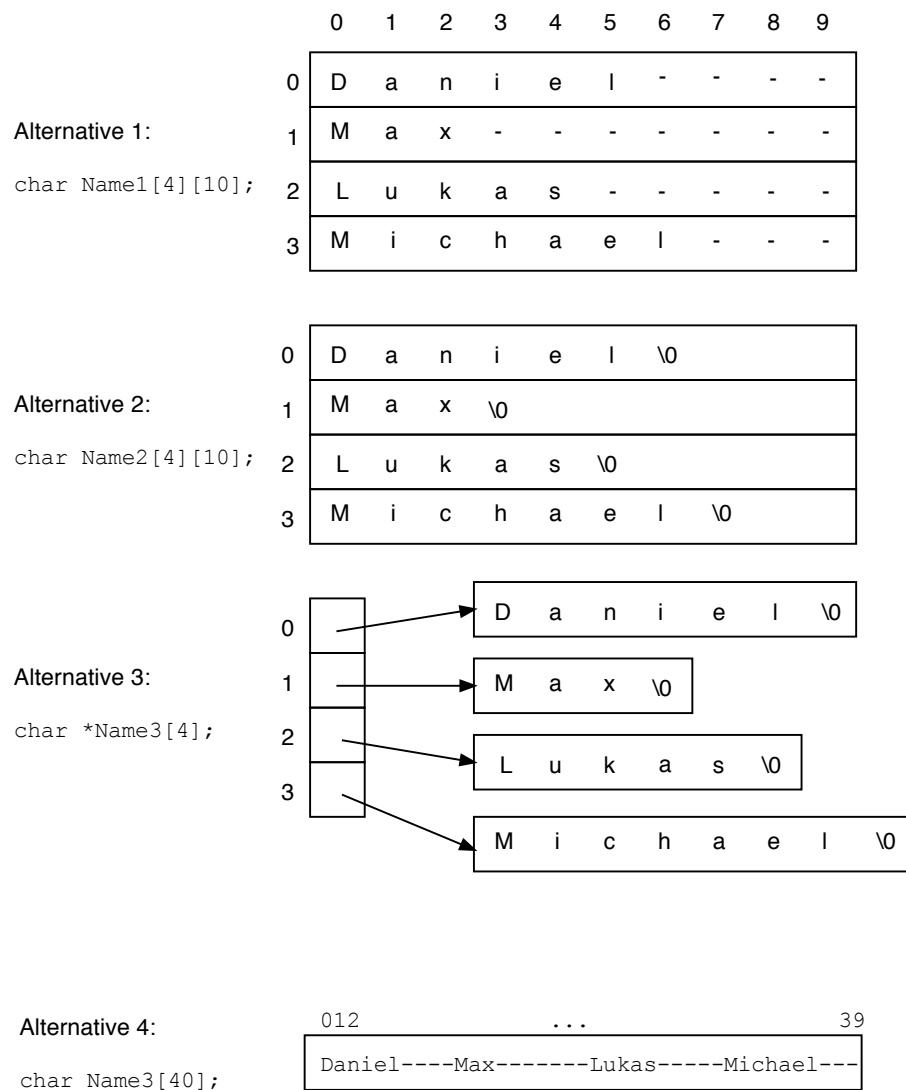 0 1 2 3 4 5 6 7 8 9
0 D a n i e l - - - -
Alternative 1:
1 M a x - - - - - - -
char Name1[4][10];
2 L u k a s - - - - -
3 M i c h a e l - - -
0 D a n i e l \0
Alternative 2:
1 M a x \0
char Name2[4][10];
2 L u k a s \0
3 M i c h a e l \0
D a n i e l \0
0
Alternative 3:
1 M a x \0
char *Name3[4];
2
L u k a s \0
3
M i c h a e l \0
012 ... 39
Alternative 4:
Daniel----Max-------Lukas-----Michael---
char Name3[40];